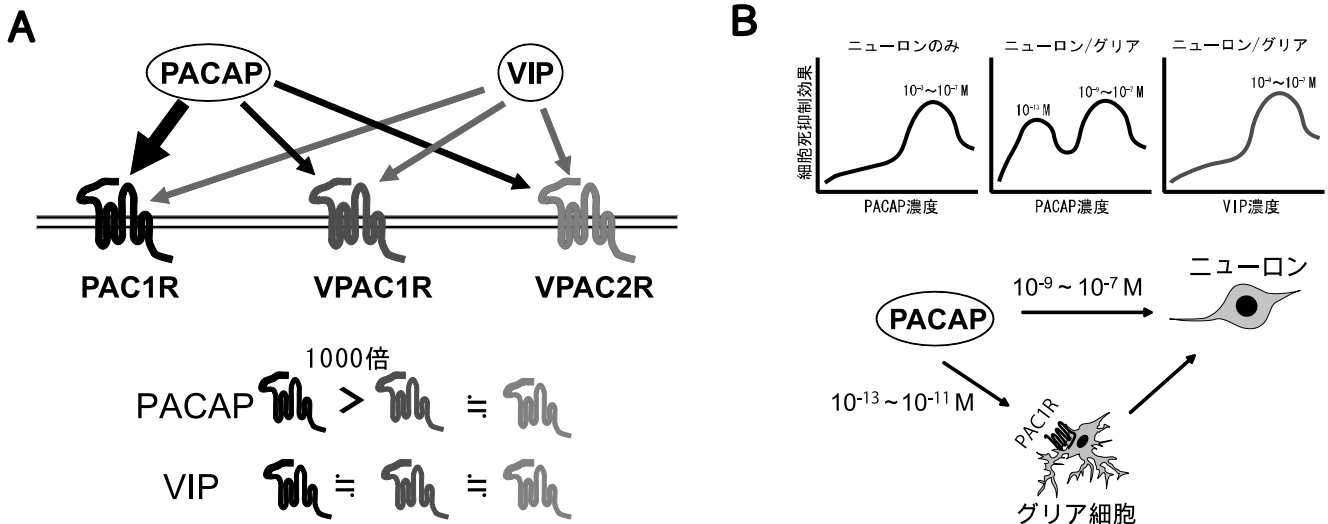 A
PACAP
VIP
PAC1R
VPAC1R
VPAC2R
1000倍
PACAP > ≒
VIP ≒ ≒
B
ニューロンのみ
ニューロン/グリア
ニューロン/グリア
細胞死抑制効果
10⁻⁹~10⁻⁷ M
10⁻¹³ M
10⁻⁹~10⁻⁷ M
10⁻⁹~10⁻⁷ M
PACAP濃度
PACAP濃度
VIP濃度
ニューロン
10⁻⁹ ~ 10⁻⁷ M
PACAP
10⁻¹³ ~ 10⁻¹¹ M
PAC1R
グリア細胞